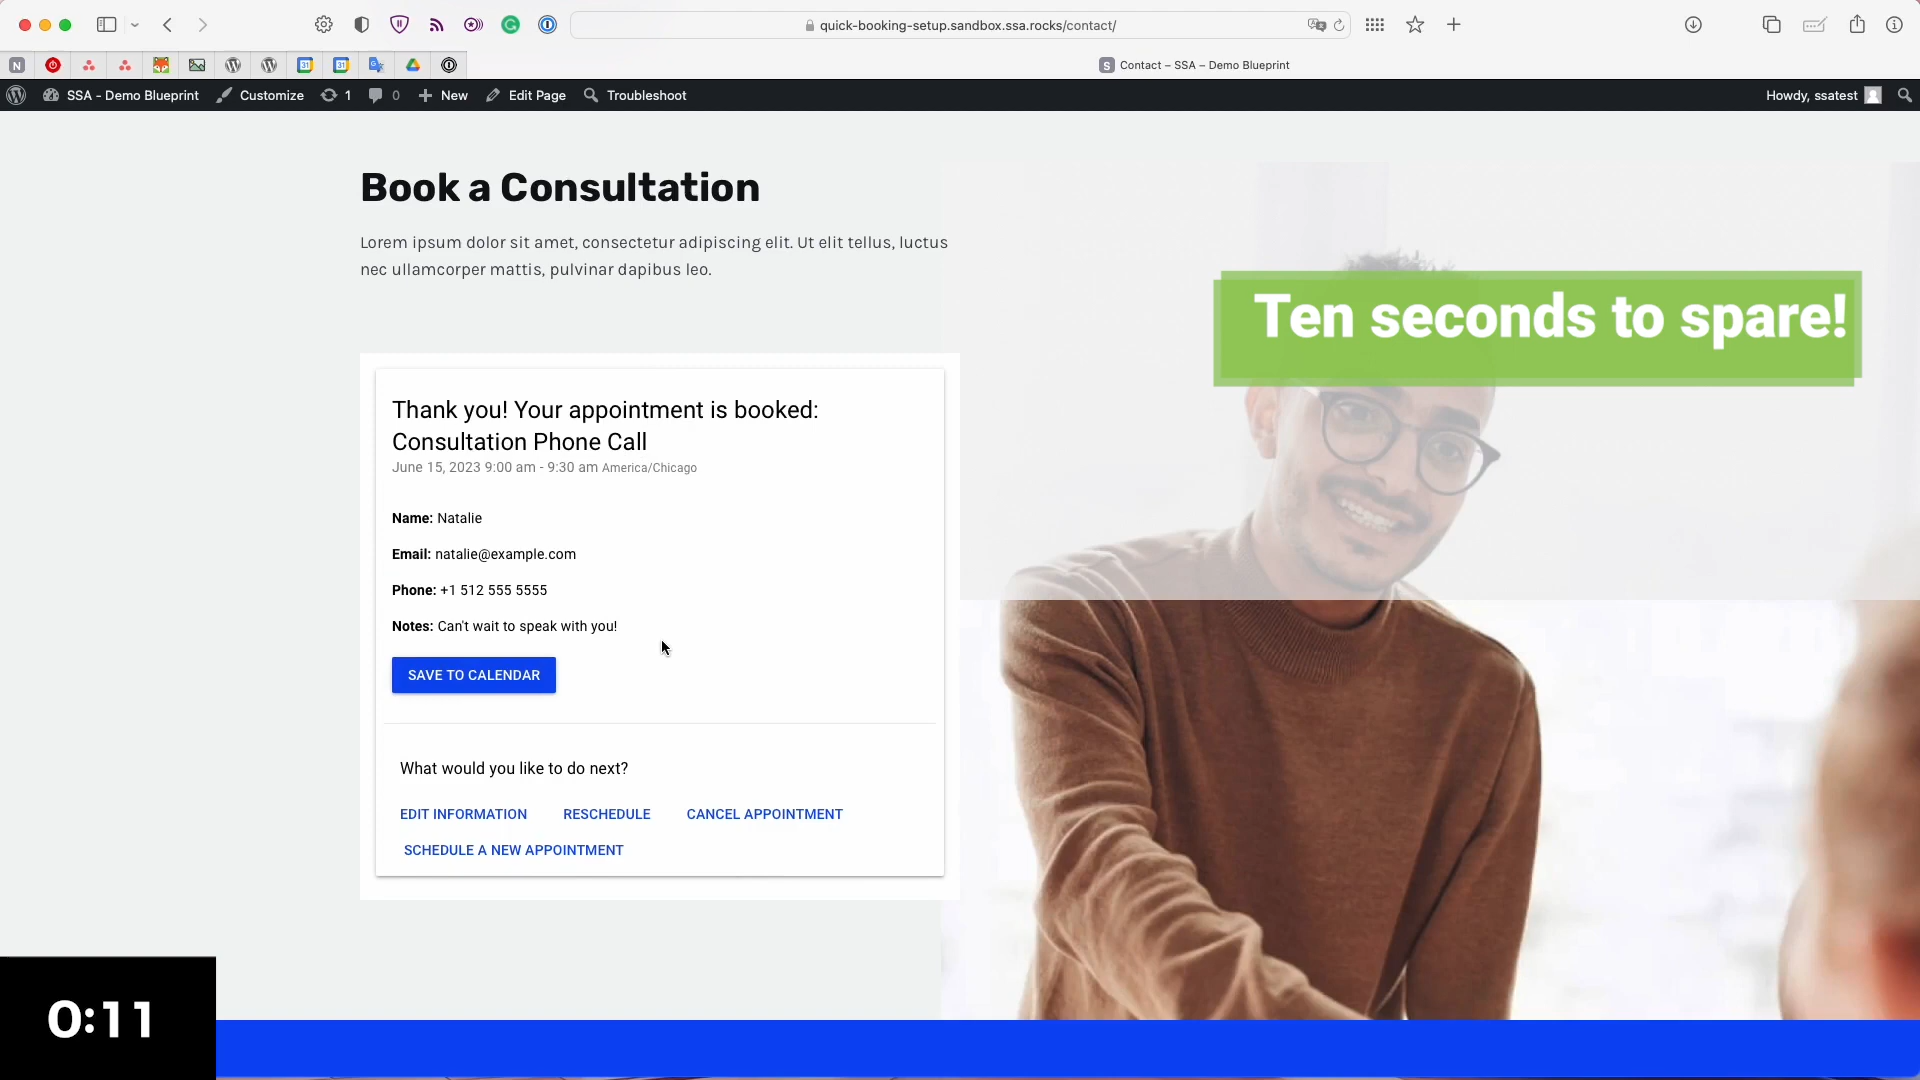 quick-booking-setup.sandbox.ssa.rocks/contact/
Contact – SSA – Demo Blueprint
SSA - Demo Blueprint
Customize
1
0
New
Edit Page
Troubleshoot
Howdy, ssatest
Book a Consultation
Lorem ipsum dolor sit amet, consectetur adipiscing elit. Ut elit tellus, luctus
nec ullamcorper mattis, pulvinar dapibus leo.
Ten seconds to spare!
Thank you! Your appointment is booked:
Consultation Phone Call
June 15, 2023 9:00 am - 9:30 am America/Chicago
Name: Natalie
Email: natalie@example.com
Phone: +1 512 555 5555
Notes: Can't wait to speak with you!
SAVE TO CALENDAR
What would you like to do next?
EDIT INFORMATION
RESCHEDULE
CANCEL APPOINTMENT
SCHEDULE A NEW APPOINTMENT
0:11